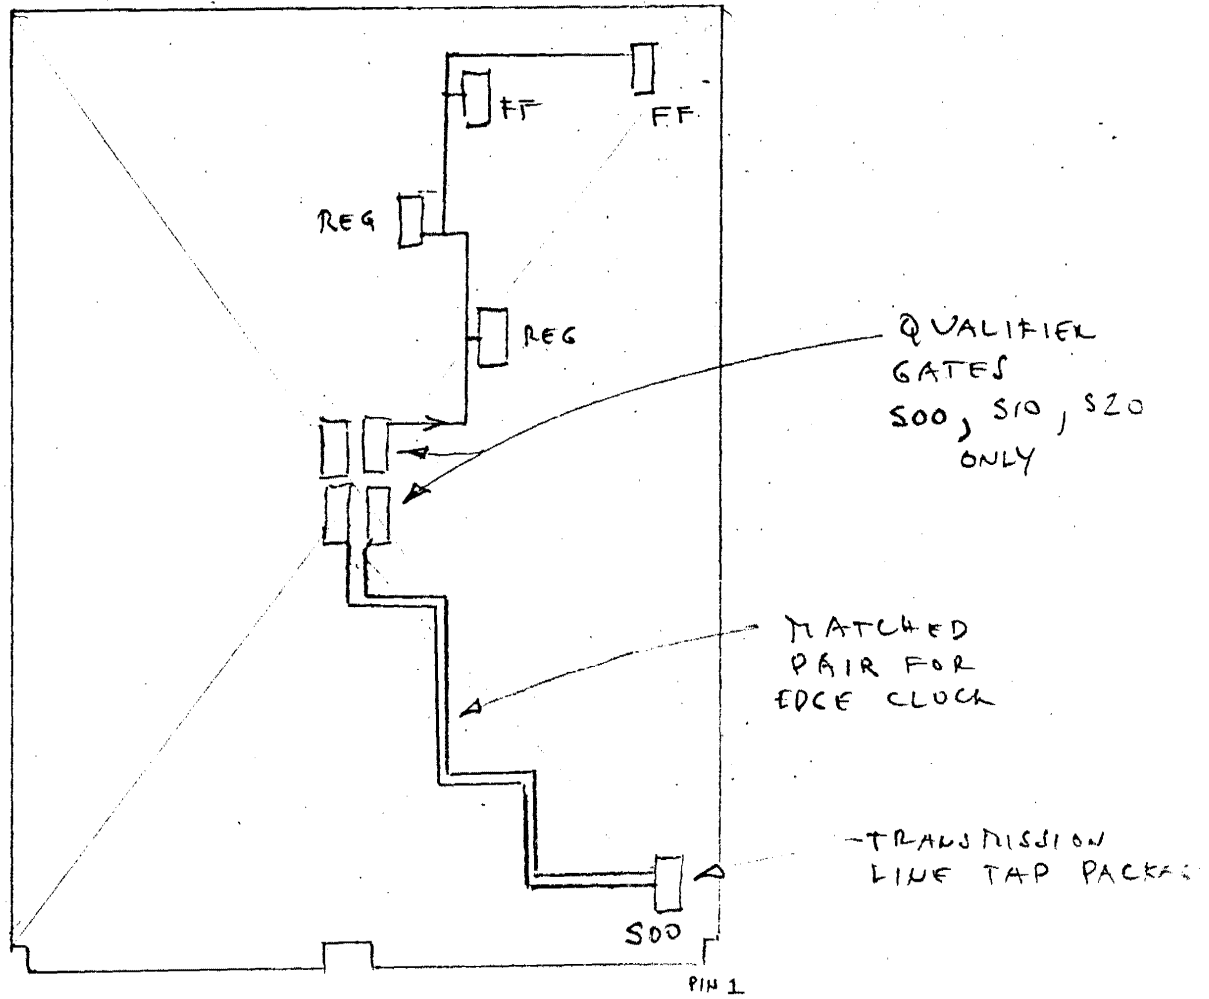 FF
FF
REG
REG
QUALIFIER
GATES
S00, S10, S20
ONLY
MATCHED
PAIR FOR
EDGE CLOCK
TRANSMISSION
LINE TAP
S00
PIN 1